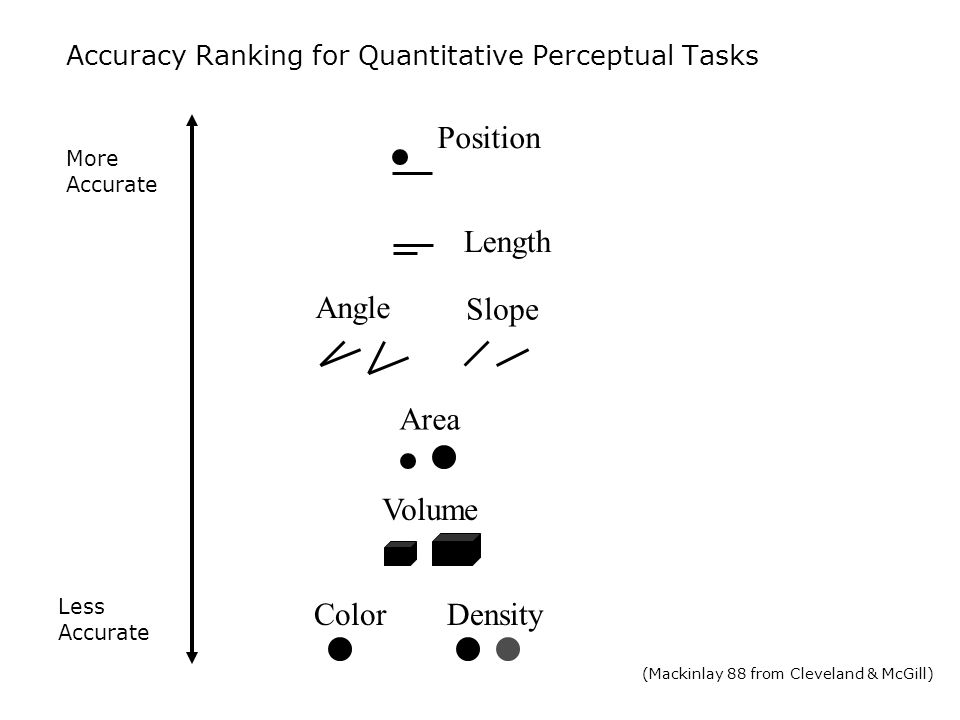 Accuracy Ranking for Quantitative Perceptual Tasks
More
Accurate
Position
Length
Angle
Slope
Area
Volume
Color
Density
Less
Accurate
(Mackinlay 88 from Cleveland & McGill)